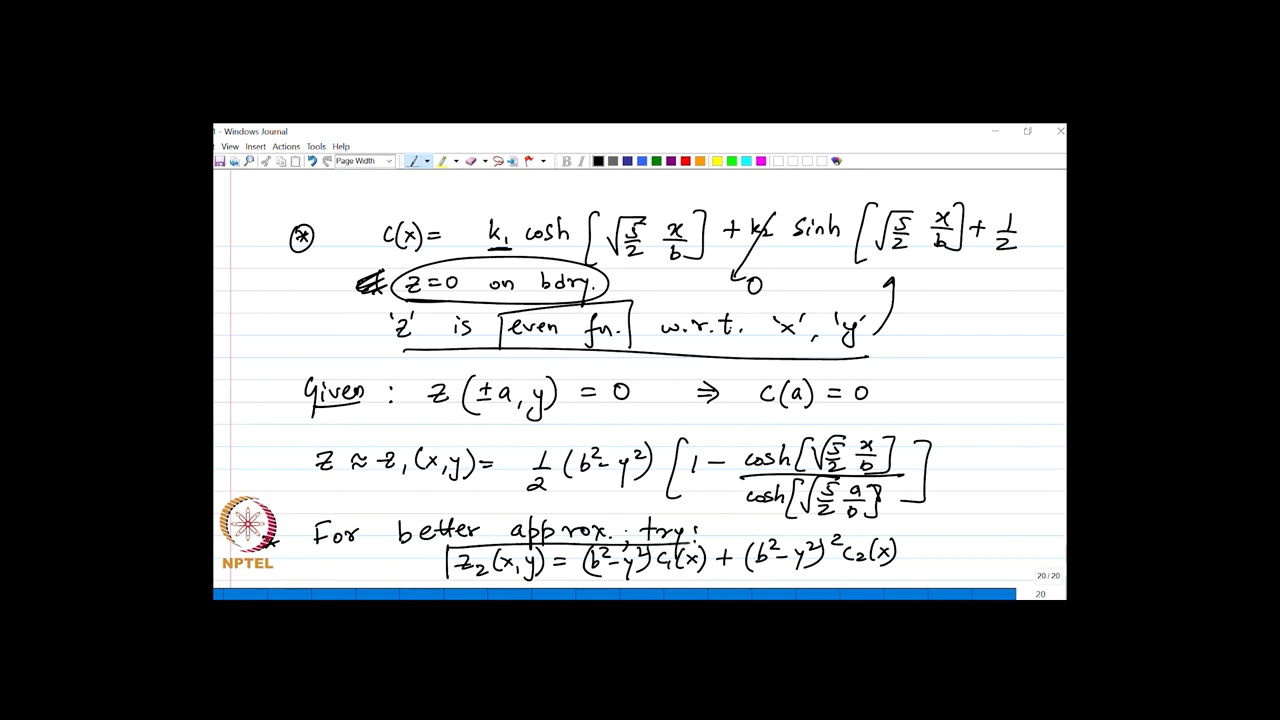 1 - Windows Journal
View Insert Actions Tools Help
Page Width
B I
* c(x) = k₁ cosh [√(5/2) x/b] + k₂ sinh [√(5/2) x/b] + 1/2
z=0 on bdry. 0
'z' is even fn. w.r.t. 'x', 'y'
Given : z (±a, y) = 0 ⇒ c(a) = 0
z ≈ z₁(x,y) = 1/2 (b²-y²) [1 - cosh[√(5/2) x/b] / cosh[√(5/2) a/b]]
* For better approx., try:
z₂(x,y) = (b²-y²)c₁(x) + (b²-y²)²c₂(x)
NPTEL
20 / 20
20